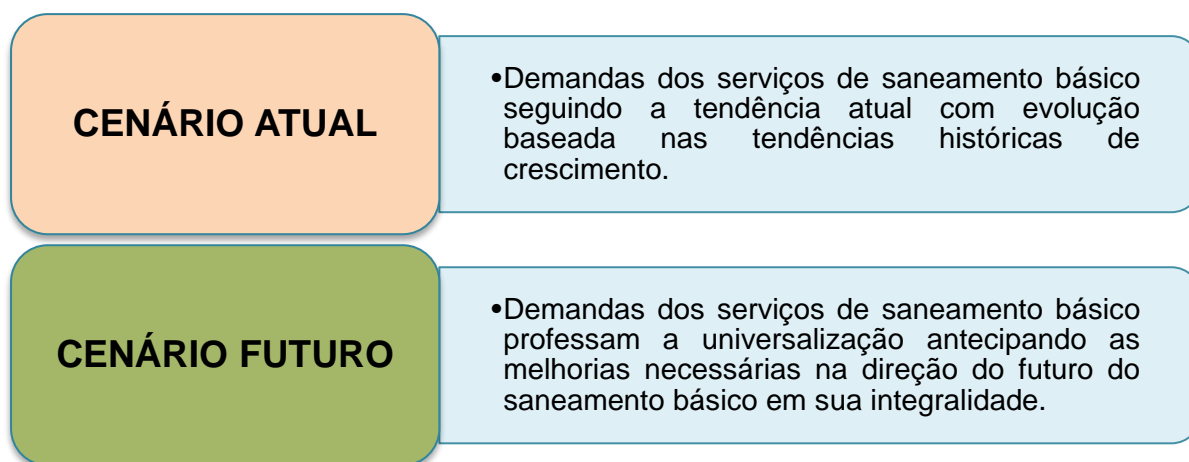 CENÁRIO ATUAL
•Demandas dos serviços de saneamento básico
seguindo a tendência atual com evolução
baseada nas tendências históricas de
crescimento.
CENÁRIO FUTURO
•Demandas dos serviços de saneamento básico
professam a universalização antecipando as
melhorias necessárias na direção do futuro do
saneamento básico em sua integralidade.